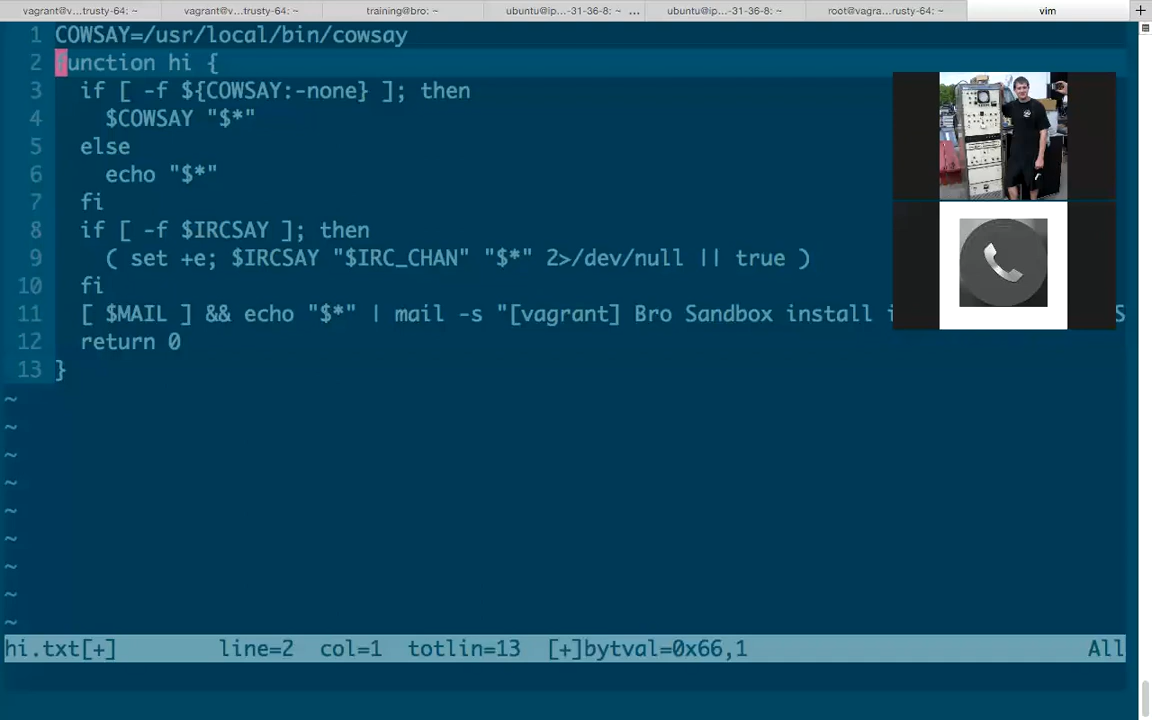 vagrant@v...trusty-64: ~ vagrant@v...trusty-64: ~ training@bro: ~ ubuntu@ip...-31-36-8: ~ ... ubuntu@ip...-31-36-8: ~ root@vagra...rusty-64: ~ vim +
1 COWSAY=/usr/local/bin/cowsay
2 function hi {
3 if [ -f ${COWSAY:-none} ]; then
4 $COWSAY "$*"
5 else
6 echo "$*"
7 fi
8 if [ -f $IRCSAY ]; then
9 ( set +e; $IRCSAY "$IRC_CHAN" "$*" 2>/dev/null || true )
10 fi
11 [ $MAIL ] && echo "$*" | mail -s "[vagrant] Bro Sandbox install
12 return 0
13 }
~
~
~
~
~
~
~
~
~
hi.txt[+] line=2 col=1 totlin=13 [+]bytval=0x66,1 All